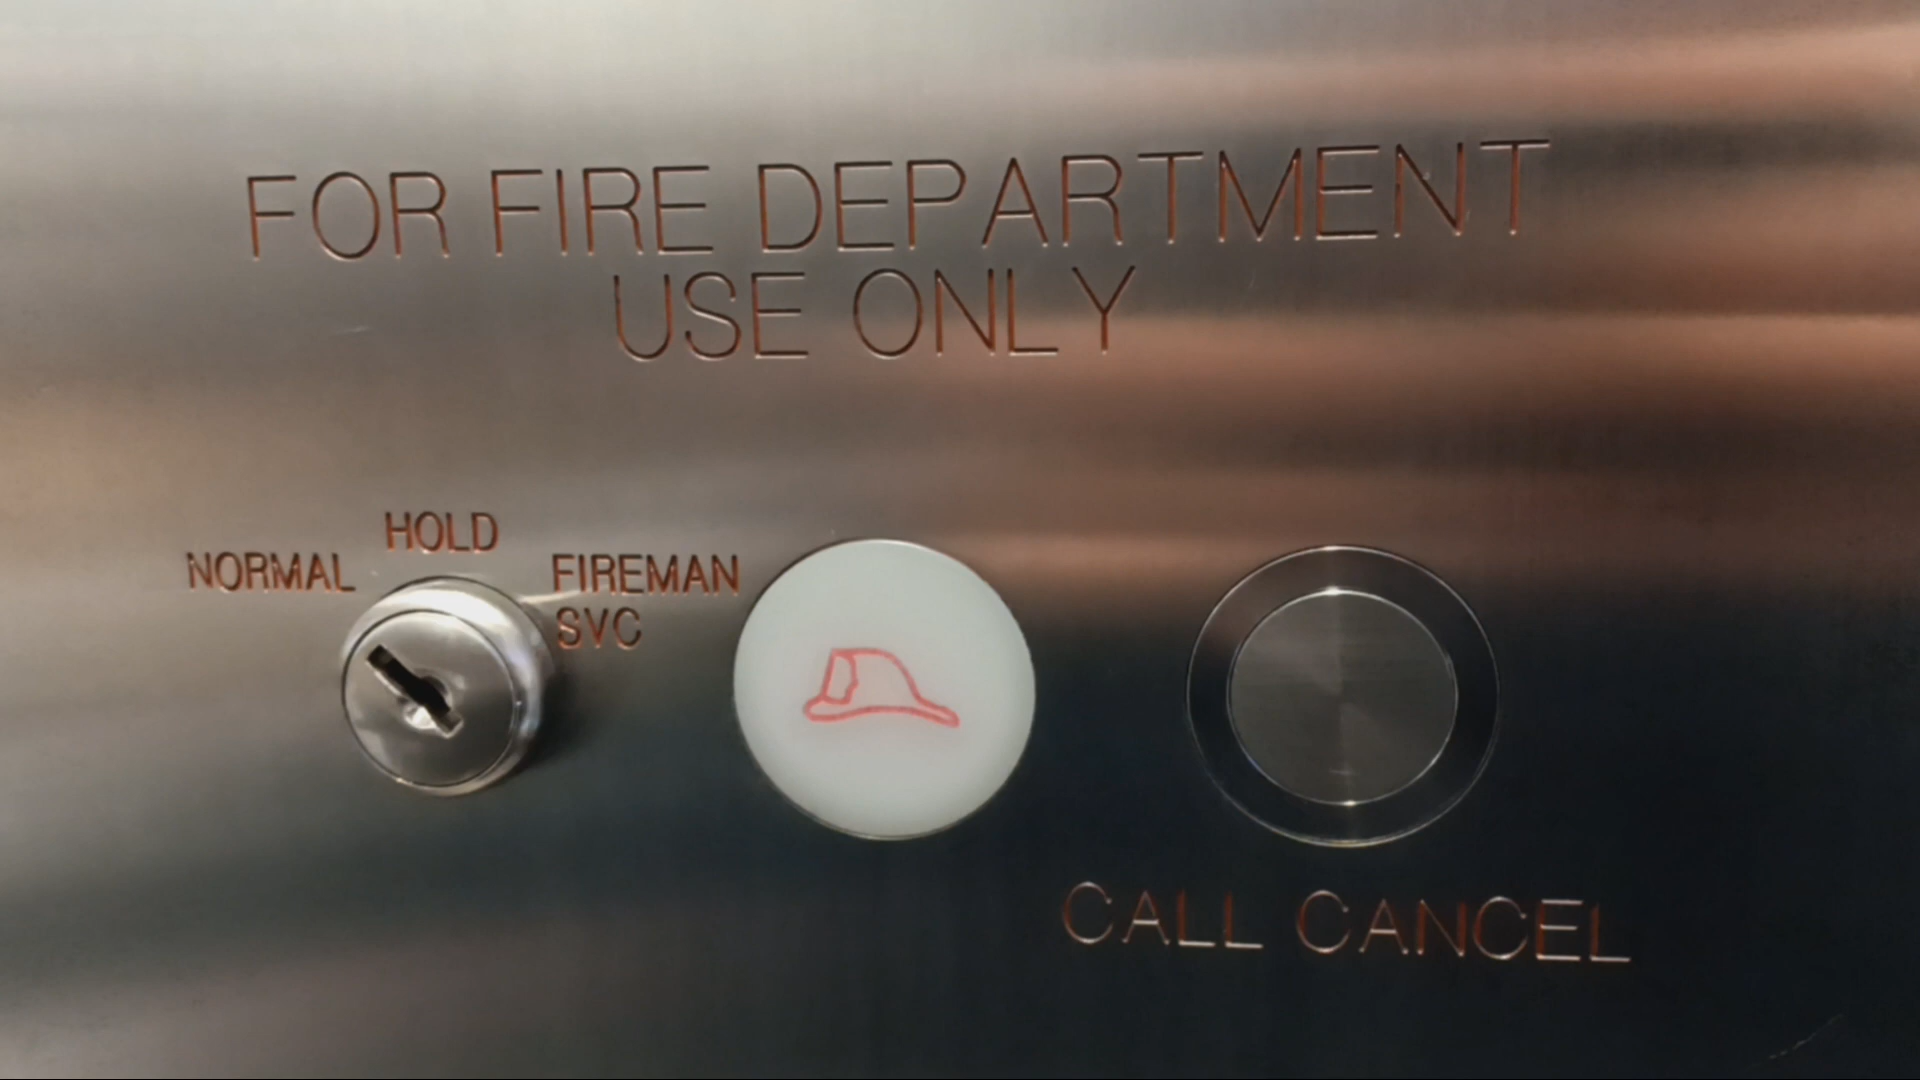 FOR FIRE DEPARTMENT
USE ONLY
NORMAL
HOLD
FIREMAN
SVC
CALL CANCEL